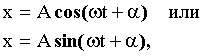 x = A cos(ωt + α) или
x = A sin(ωt + α),